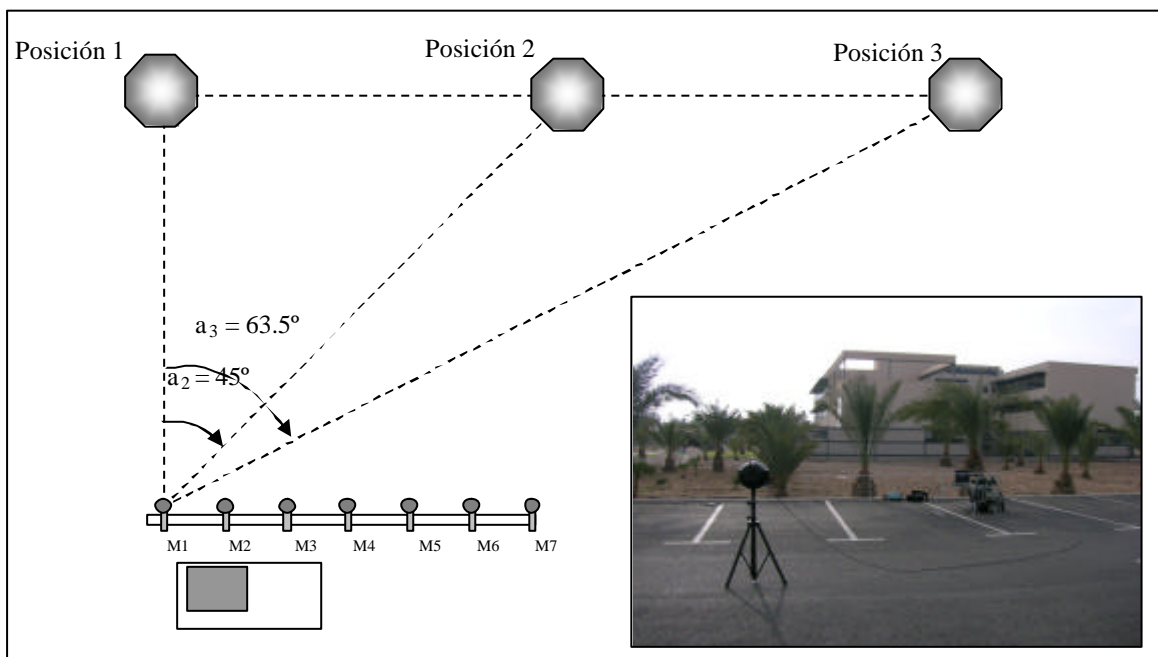 Posición 1
Posición 2
Posición 3
a₃ = 63.5º
a₂ = 45º
M1 M2 M3 M4 M5 M6 M7